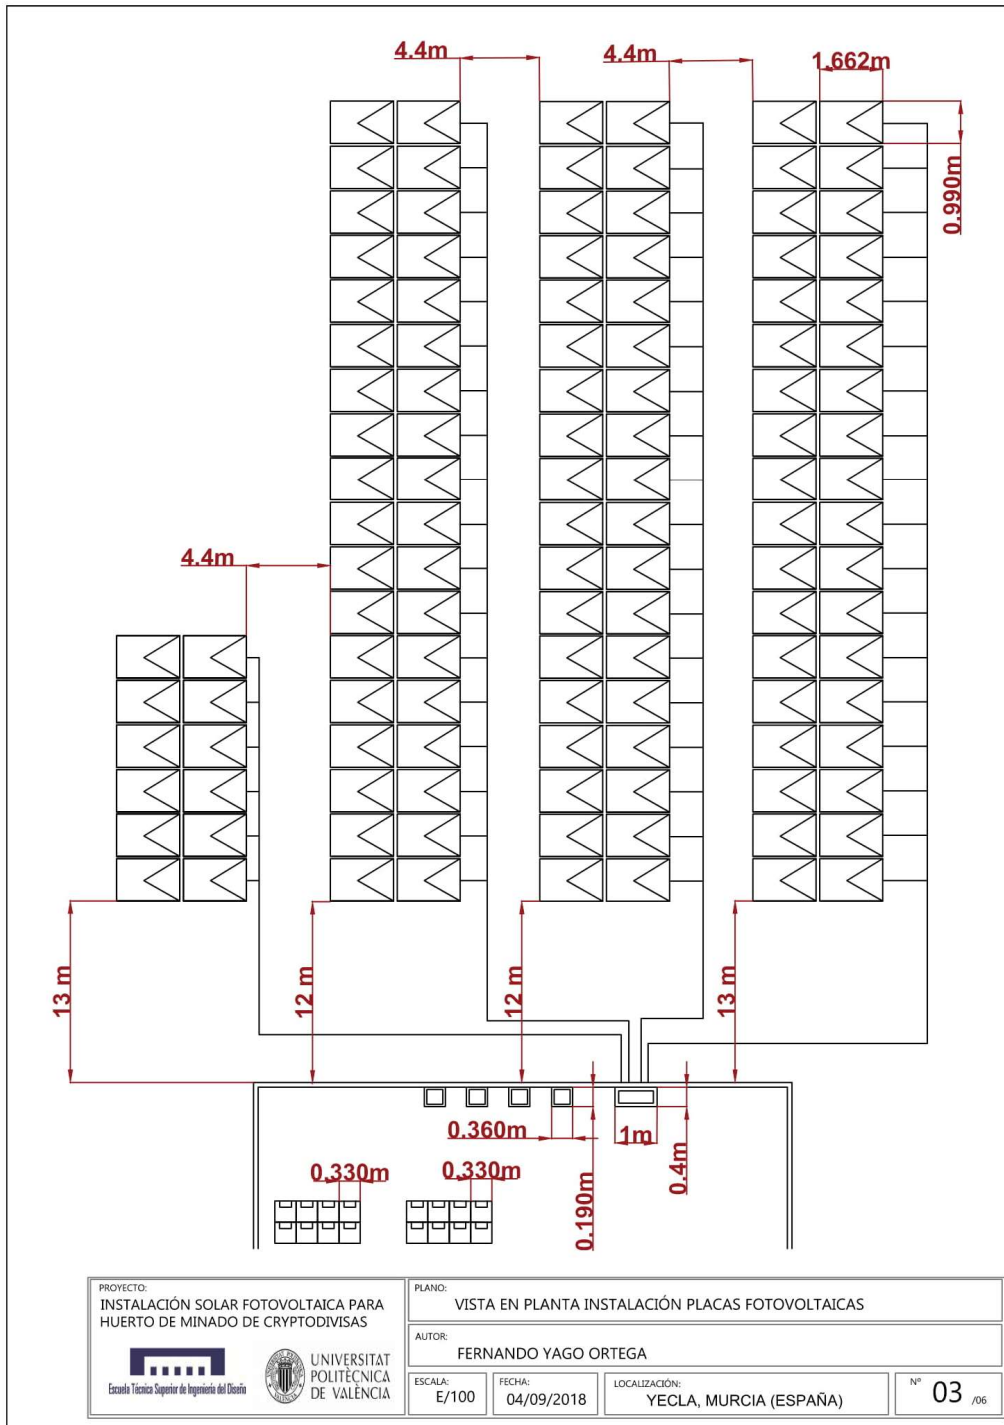 4.4m
4.4m
1.662m
0.990m
4.4m
13 m
12 m
12 m
13 m
0.360m
1m
0.4m
0.190m
0.330m
0.330m
PROYECTO:
INSTALACIÓN SOLAR FOTOVOLTAICA PARA
HUERTO DE MINADO DE CRYPTODIVISAS
Escuela Técnica Superior de Ingeniería del Diseño
UNIVERSITAT
POLITÈCNICA
DE VALÈNCIA
PLANO:
VISTA EN PLANTA INSTALACIÓN PLACAS FOTOVOLTAICAS
AUTOR:
FERNANDO YAGO ORTEGA
ESCALA:
E/100
FECHA:
04/09/2018
LOCALIZACIÓN:
YECLA, MURCIA (ESPAÑA)
Nº
03 /06